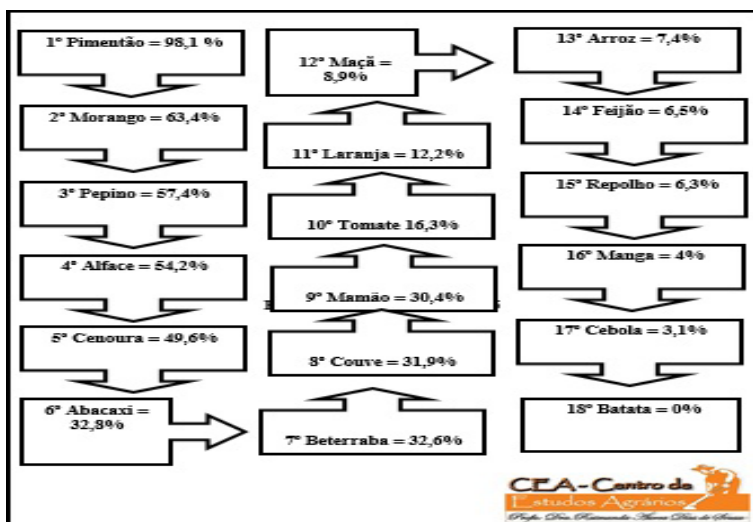 1º Pimentão = 98,1 %
2º Morango = 63,4%
3º Pepino = 57,4%
4º Alface = 54,2%
5º Cenoura = 49,6%
6º Abacaxi =
32,8%
7º Beterraba = 32,6%
8º Couve = 31,9%
9º Mamão = 30,4%
10º Tomate 16,3%
11º Laranja = 12,2%
12º Maçã =
8,9%
13º Arroz = 7,4%
14º Feijão = 6,5%
15º Repolho = 6,3%
16º Manga = 4%
17º Cebola = 3,1%
18º Batata = 0%
CEA-Centro de
Estudos Agrários